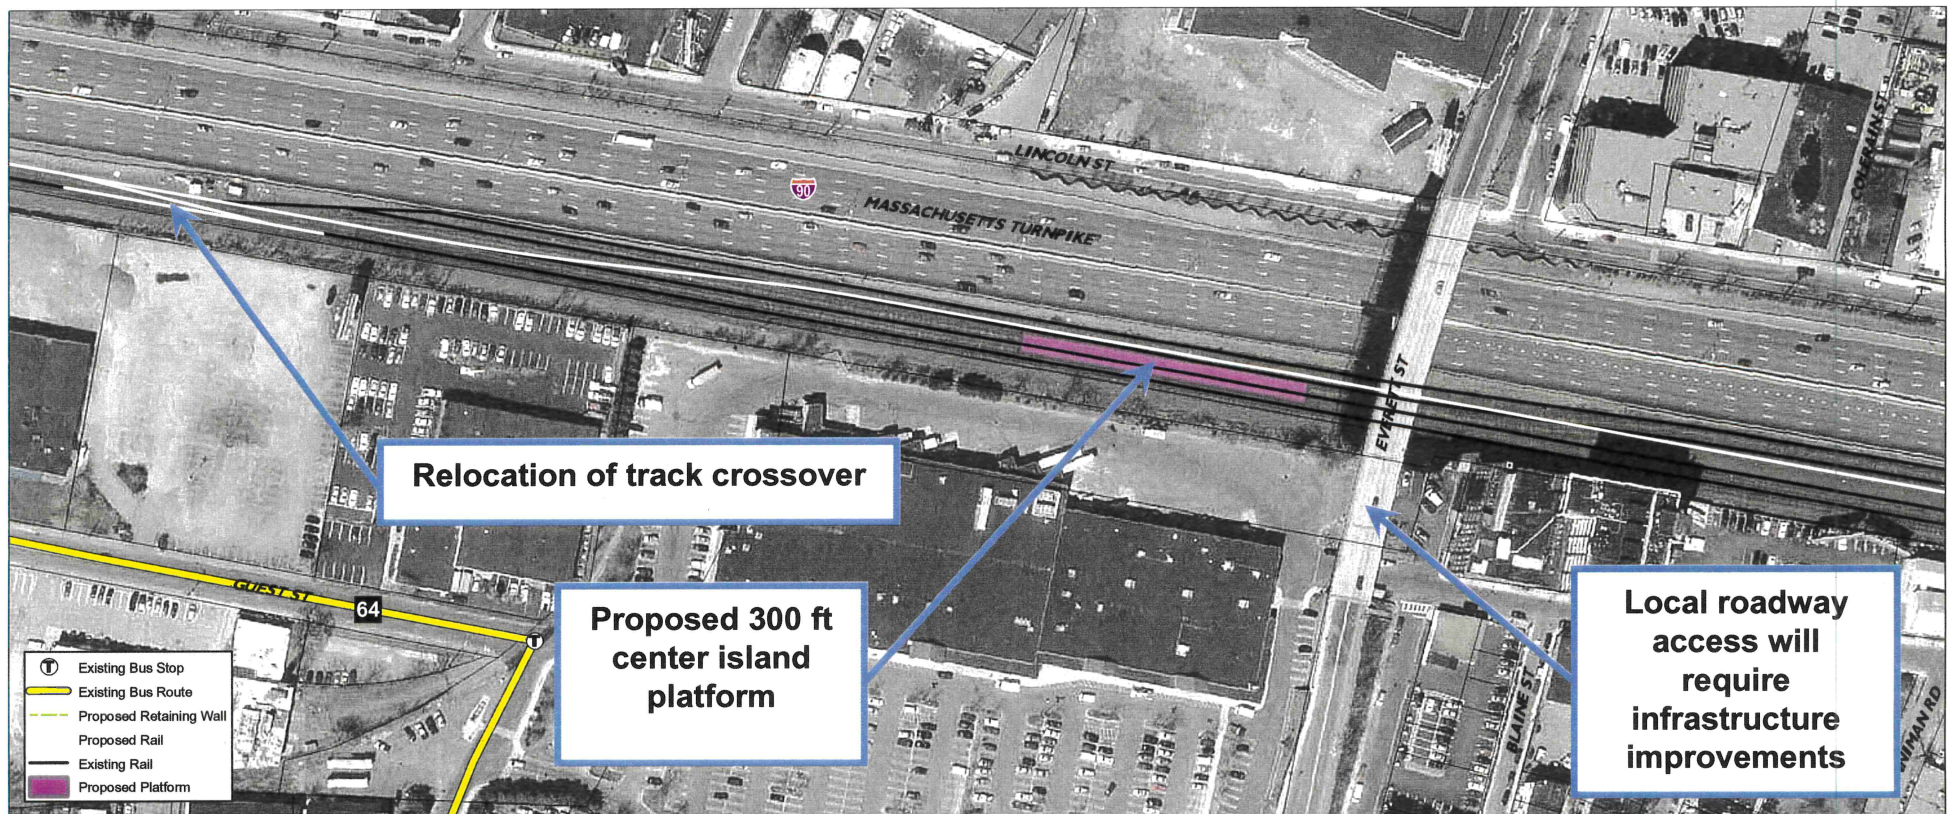 LINCOLN ST
90
MASSACHUSETTS TURNPIKE
COLERAIN ST
EVERETT ST
Relocation of track crossover
Proposed 300 ft
center island
platform
Local roadway
access will
require
infrastructure
improvements
GUEST ST
64
T
BLAINE ST
RD
T Existing Bus Stop
Existing Bus Route
Proposed Retaining Wall
Proposed Rail
Existing Rail
Proposed Platform